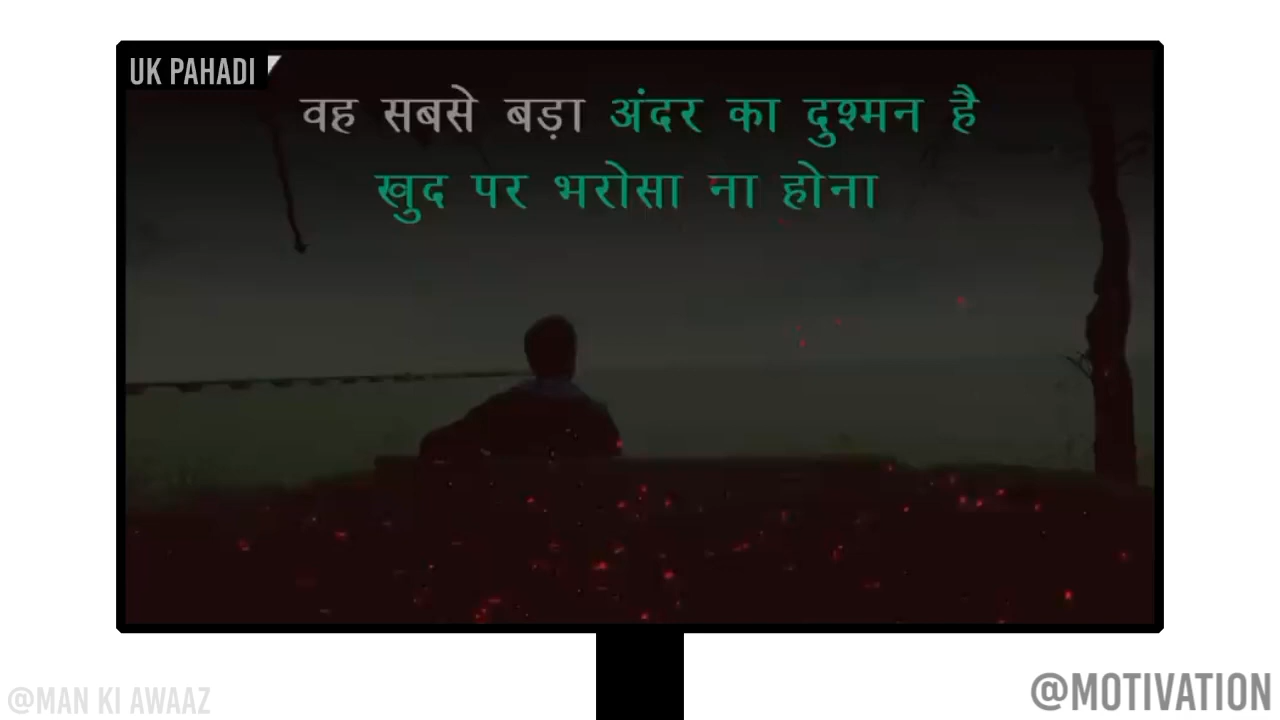 UK PAHADI
वह सबसे बड़ा अंदर का दुश्मन है
खुद पर भरोसा ना होना
@MAN KI AWAAZ
@MOTIVATION